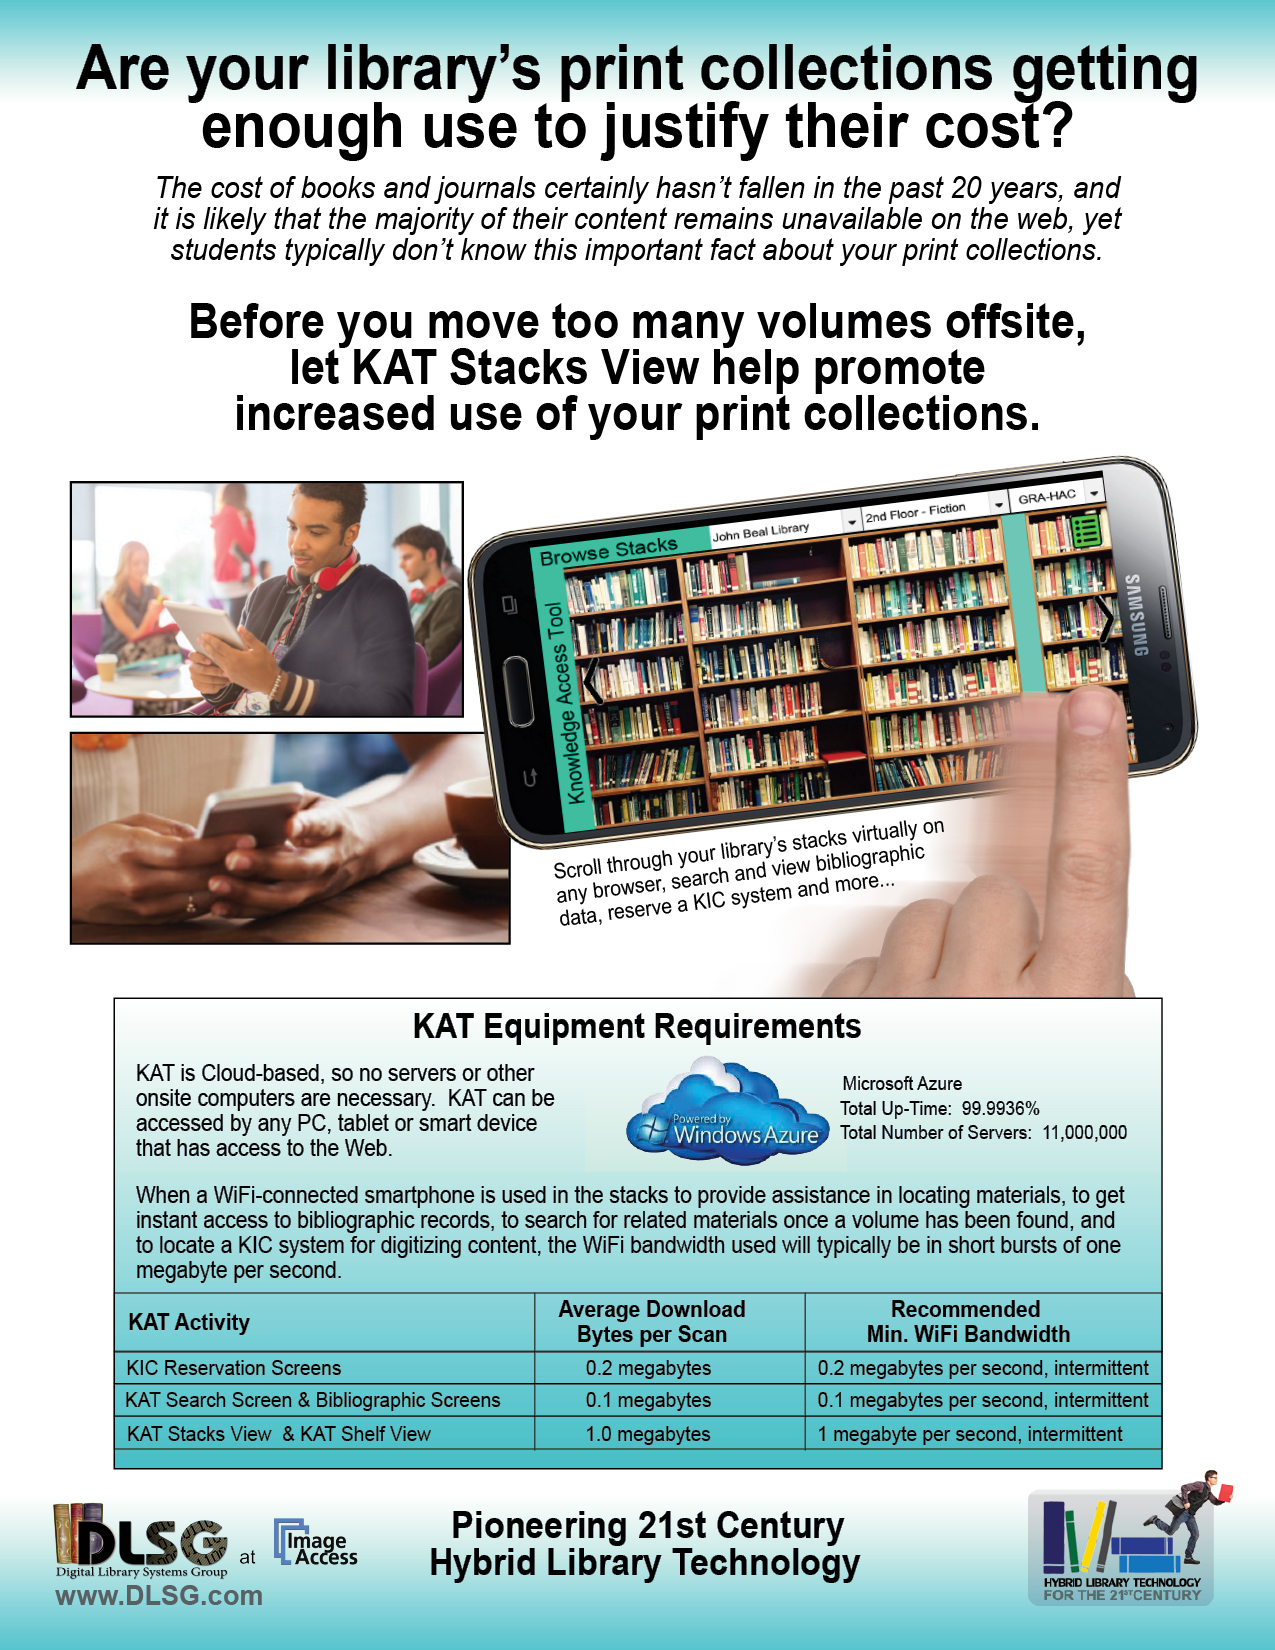 Are your library's print collections getting
enough use to justify their cost?
The cost of books and journals certainly hasn't fallen in the past 20 years, and
it is likely that the majority of their content remains unavailable on the web, yet
students typically don't know this important fact about your print collections.
Before you move too many volumes offsite,
let KAT Stacks View help promote
increased use of your print collections.
Browse Stacks
John Beal Library
2nd Floor - Fiction
GRA-HAC
Knowledge Access Tool
SAMSUNG
Scroll through your library's stacks virtually on
any browser, search and view bibliographic
data, reserve a KIC system and more...
KAT Equipment Requirements
KAT is Cloud-based, so no servers or other
onsite computers are necessary.  KAT can be
accessed by any PC, tablet or smart device
that has access to the Web.
Powered by
Windows Azure
Microsoft Azure
Total Up-Time:  99.9936%
Total Number of Servers:  11,000,000
When a WiFi-connected smartphone is used in the stacks to provide assistance in locating materials, to get
instant access to bibliographic records, to search for related materials once a volume has been found, and
to locate a KIC system for digitizing content, the WiFi bandwidth used will typically be in short bursts of one
megabyte per second.
KAT Activity
Average Download
Bytes per Scan
Recommended
Min. WiFi Bandwidth
KIC Reservation Screens 0.2 megabytes 0.2 megabytes per second, intermittent
KAT Search Screen & Bibliographic Screens 0.1 megabytes 0.1 megabytes per second, intermittent
KAT Stacks View  & KAT Shelf View 1.0 megabytes 1 megabyte per second, intermittent
DLSG
Digital Library Systems Group
at
Image
Access
www.DLSG.com
Pioneering 21st Century
Hybrid Library Technology
HYBRID LIBRARY TECHNOLOGY
FOR THE 21ST CENTURY